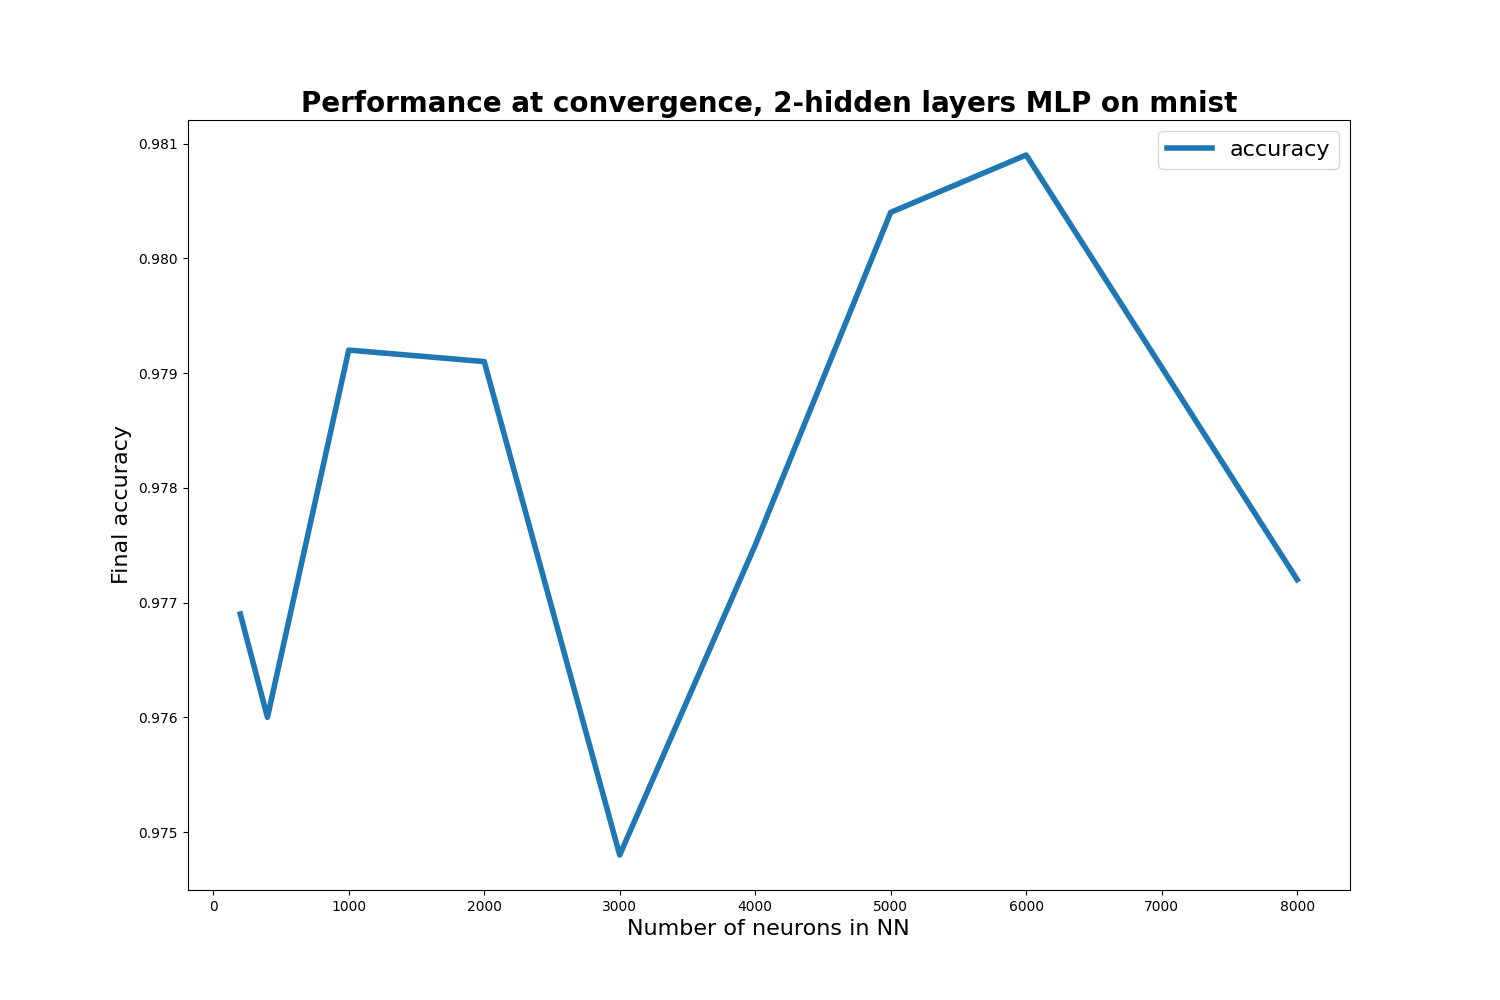 Performance at convergence, 2-hidden layers MLP on mnist
accuracy
0.981
0.980
0.979
0.978
0.977
0.976
0.975
Final accuracy
0 1000 2000 3000 4000 5000 6000 7000 8000
Number of neurons in NN